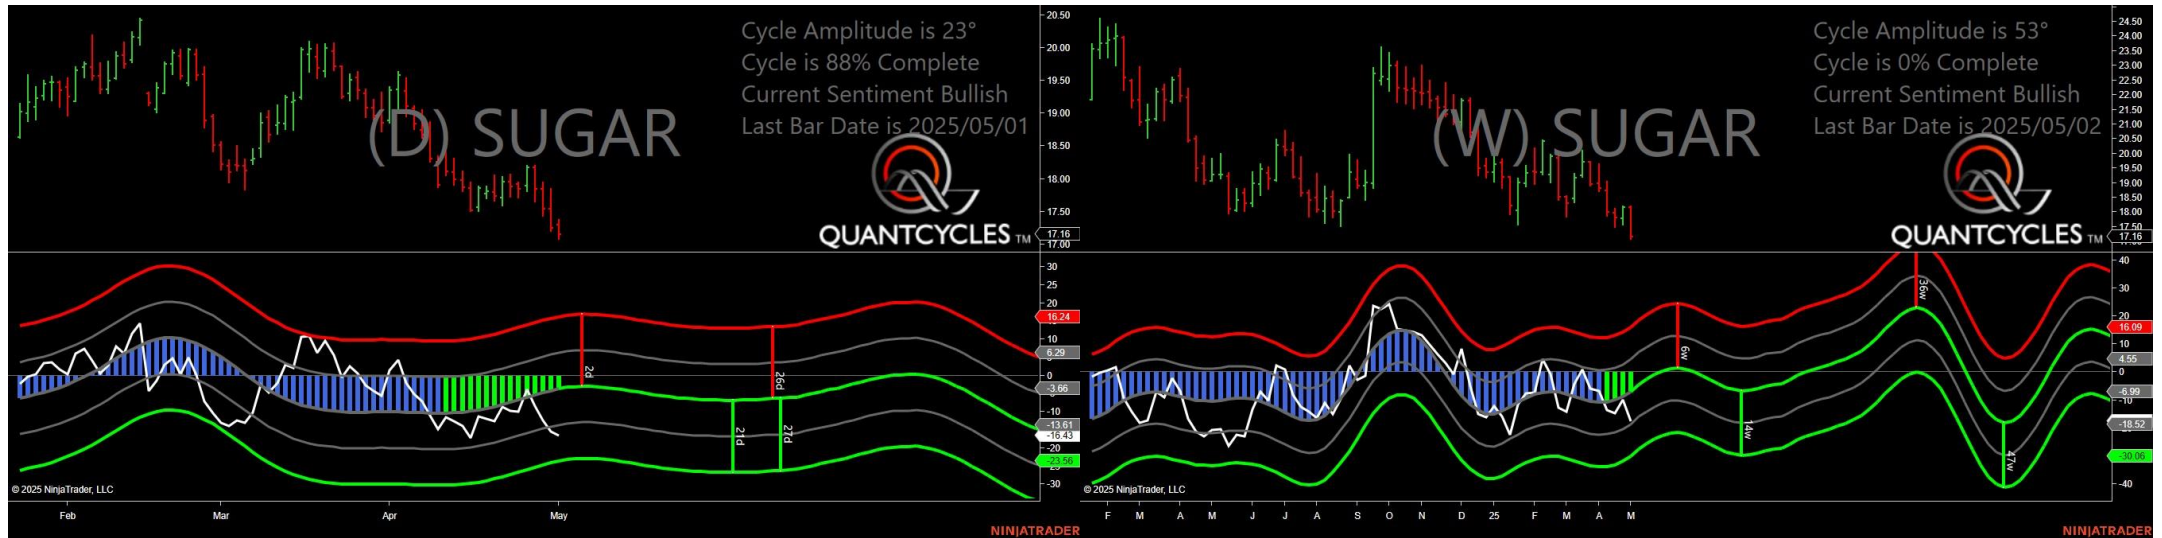 Cycle Amplitude is 23°
Cycle is 88% Complete
Current Sentiment Bullish
Last Bar Date is 2025/05/01
(D) SUGAR
QUANTCYCLES TM
20.50
20.00
19.50
19.00
18.50
18.00
17.50
17.16
17.00
30
25
20
16.24
10
6.29
5
0
-3.66
-10
-13.61
-16.43
-20
-23.56
-30
2d
26d
21d
27d
© 2025 NinjaTrader, LLC
Feb Mar Apr May
NINJATRADER
Cycle Amplitude is 53°
Cycle is 0% Complete
Current Sentiment Bullish
Last Bar Date is 2025/05/02
(W) SUGAR
QUANTCYCLES TM
24.50
24.00
23.50
23.00
22.50
22.00
21.50
21.00
20.50
20.00
19.50
19.00
18.50
18.00
17.50
17.16
40
30
20
16.09
10
4.55
0
-6.99
-10
-18.52
-30.06
-40
6w
14w
36w
47w
© 2025 NinjaTrader, LLC
F M A M J J A S O N D 25 F M A M
NINJATRADER